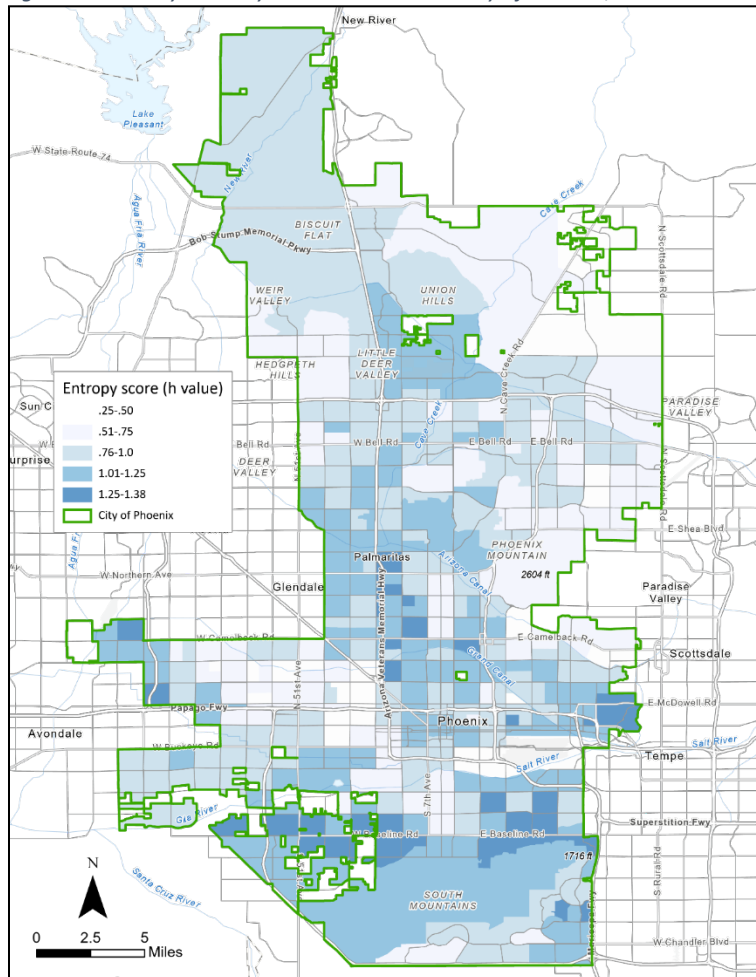 New River
Lake
Pleasant
W State Route 74
New River
Agua Fria River
Cave Creek
BISCUIT
FLAT
Bob Stump Memorial Pkwy
N Scottsdale Rd
WEIR
VALLEY
UNION
HILLS
HEDGPETH
HILLS
LITTLE
DEER
VALLEY
N Cave Creek Rd
Entropy score (h value)
.25-.50
.51-.75
.76-1.0
1.01-1.25
1.25-1.38
City of Phoenix
Sun C
PARADISE
VALLEY
Bell Rd
W Bell Rd
Cave Creek
E Bell Rd
E Bell Rd
urprise
DEER
VALLEY
N 51st Ave
N Scottsdale Rd
E Shea Blvd
Agua F
Palmaritas
Arizona Canal
PHOENIX
MOUNTAIN
2604 ft
W Northern Ave
Glendale
Paradise
Valley
Arizona Veterans Memorial Hwy
W Camelback Rd
E Camelback Rd
Grand Canal
Scottsdale
N 51st Ave
Papago Fwy
E McDowell Rd
Phoenix
Avondale
W Buckeye Rd
Salt River
Tempe
Salt River
S 7th Ave
Gila River
Superstition Fwy
E Baseline Rd
1716 ft
S Rural Rd
Santa Cruz River
N
SOUTH
MOUNTAINS
W Chandler Blvd
0 2.5 5
Miles